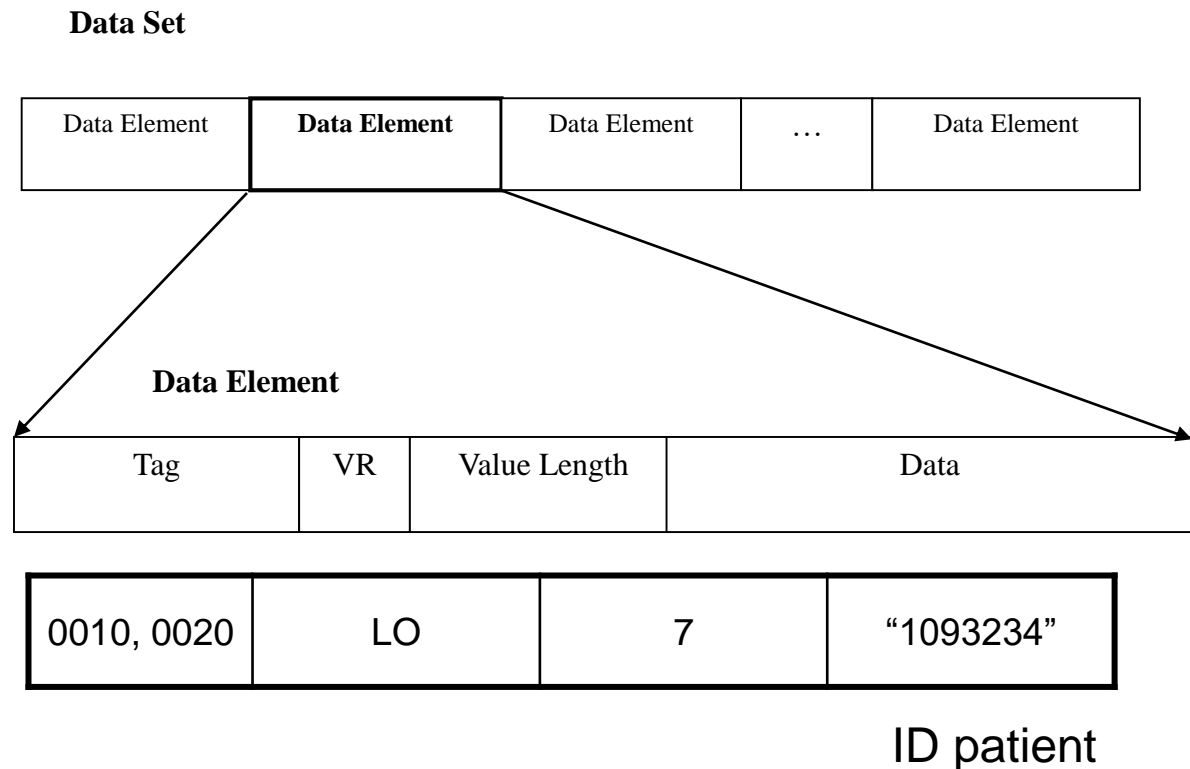 Data Set
Data Element Data Element Data Element … Data Element
Data Element
Tag VR Value Length Data
0010, 0020 LO 7 “1093234”
ID patient